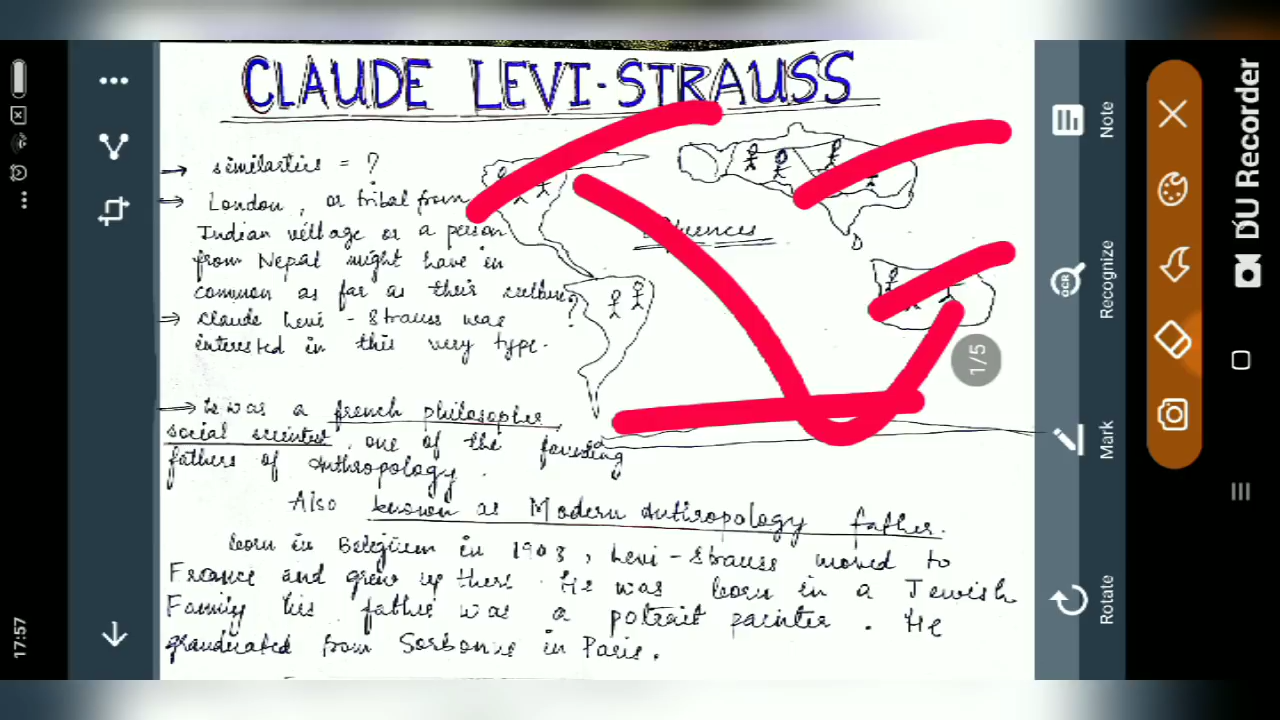 CLAUDE LEVI-STRAUSS
→ similartics = ?
→ London, or tribal from
Indian village or a person
from Nepal might have in
common as far as their culture?
→ Claude Levi-Strauss was
interested in this very type.
→ He was a french philosopher
social scientist, one of the founding
fathers of Anthropology.
Also known as Modern Anthropology father.
born in Belgium in 1908, Levi-Strauss moved to
France and grew up there. He was born in a Jewish
Family his father was a potrait painter. He
granduated from Sorbonne in Paris.
1/5
Note
Recognize
OCR
Mark
Rotate
DU Recorder
17:57